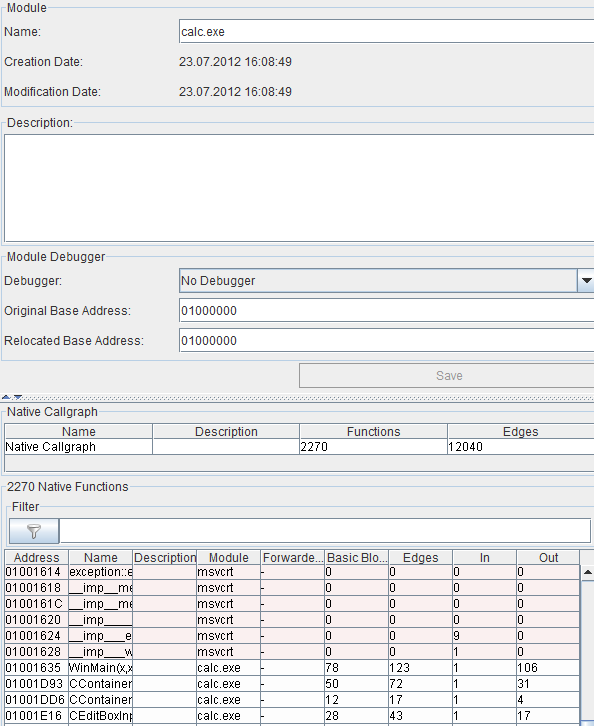 Module
Name: calc.exe
Creation Date: 23.07.2012 16:08:49
Modification Date: 23.07.2012 16:08:49
Description:
Module Debugger
Debugger: No Debugger
Original Base Address: 01000000
Relocated Base Address: 01000000
Save
Native Callgraph
Name Description Functions Edges
Native Callgraph 2270 12040
2270 Native Functions
Filter
Address Name Description Module Forwarde... Basic Blo... Edges In Out
01001614 exception::e msvcrt - 0 0 0 0
01001618 __imp__me msvcrt - 0 0 0 0
0100161C __imp__me msvcrt - 0 0 0 0
01001620 __imp____ msvcrt - 0 0 0 0
01001624 __imp___e msvcrt - 0 0 9 0
01001628 __imp___w msvcrt - 0 0 1 0
01001635 WinMain(x,x calc.exe - 78 123 1 106
01001D93 CContainer calc.exe - 50 72 1 31
01001DD6 CContainer calc.exe - 12 17 1 4
01001E16 CEditBoxInp calc.exe - 28 43 1 17